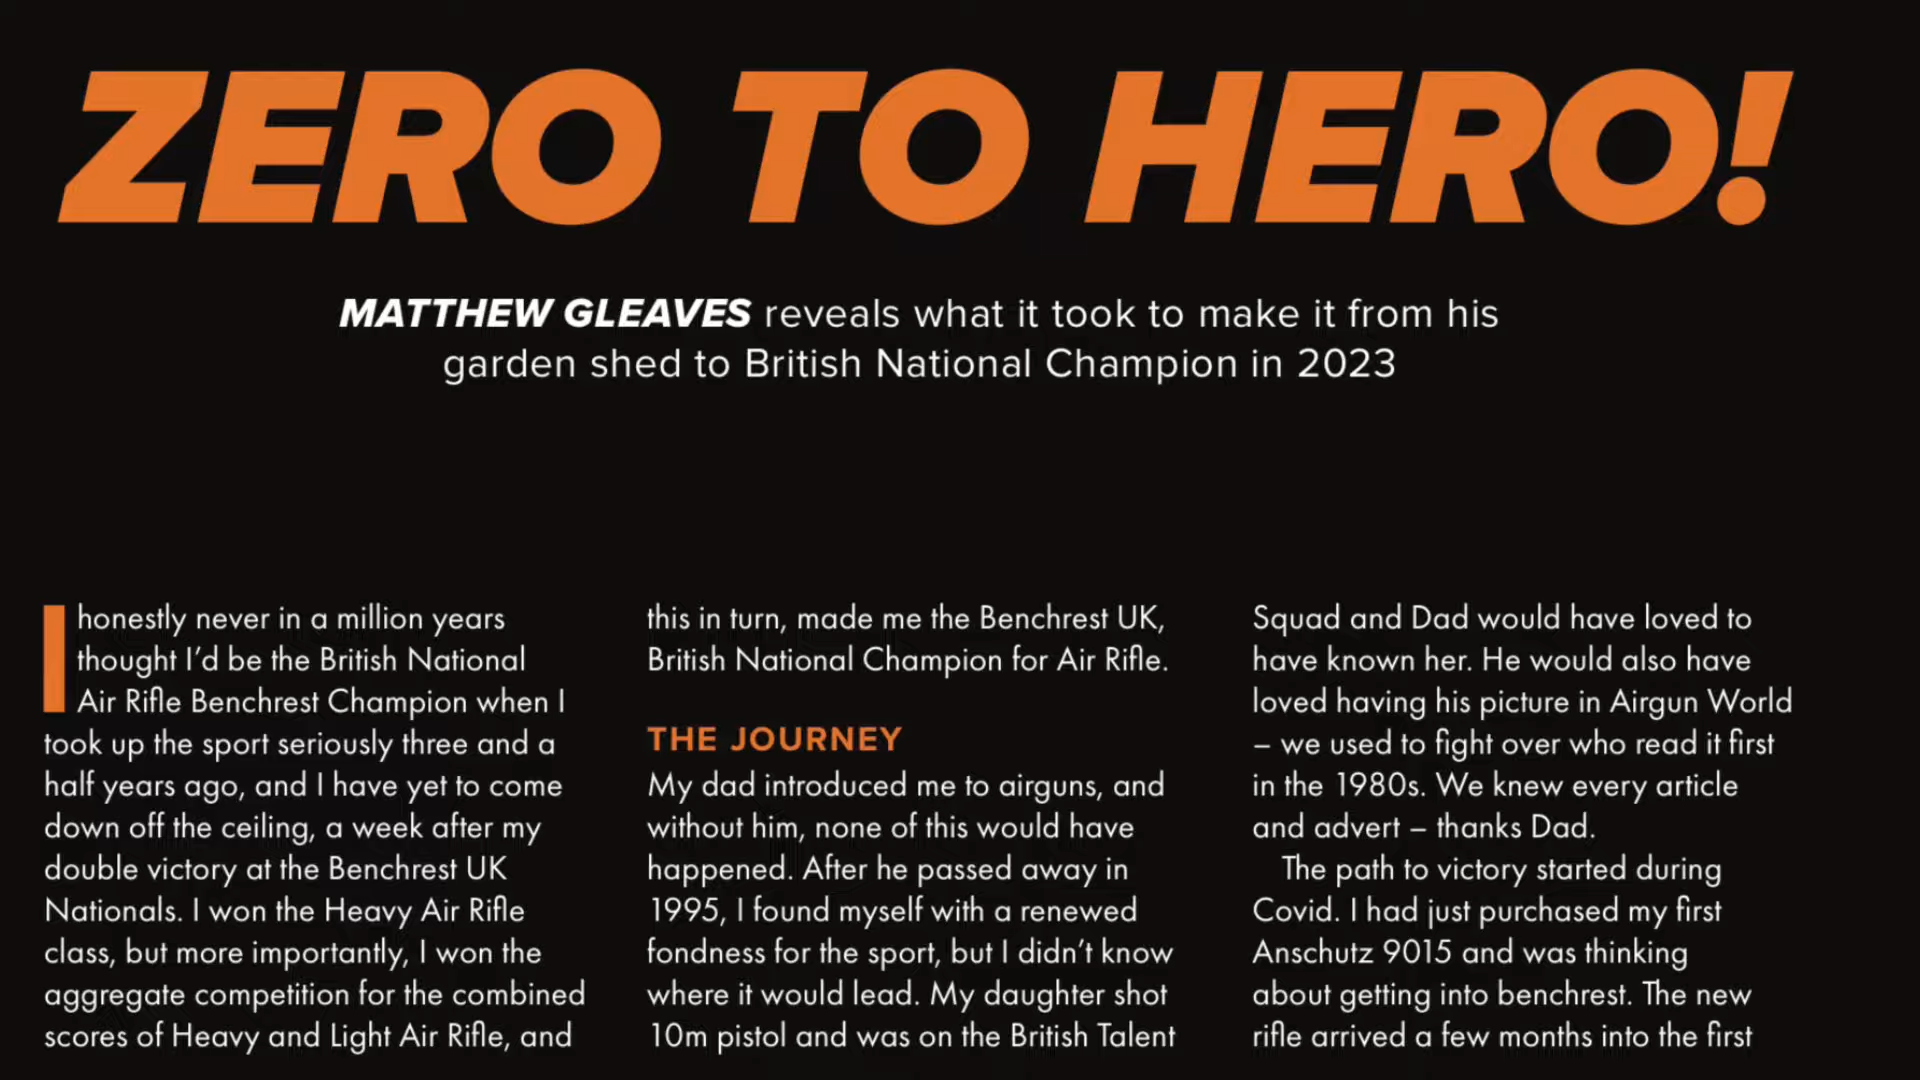 ZERO TO HERO!
MATTHEW GLEAVES reveals what it took to make it from his
garden shed to British National Champion in 2023
I honestly never in a million years
thought I’d be the British National
Air Rifle Benchrest Champion when I
took up the sport seriously three and a
half years ago, and I have yet to come
down off the ceiling, a week after my
double victory at the Benchrest UK
Nationals. I won the Heavy Air Rifle
class, but more importantly, I won the
aggregate competition for the combined
scores of Heavy and Light Air Rifle, and
this in turn, made me the Benchrest UK,
British National Champion for Air Rifle.
THE JOURNEY
My dad introduced me to airguns, and
without him, none of this would have
happened. After he passed away in
1995, I found myself with a renewed
fondness for the sport, but I didn’t know
where it would lead. My daughter shot
10m pistol and was on the British Talent
Squad and Dad would have loved to
have known her. He would also have
loved having his picture in Airgun World
– we used to fight over who read it first
in the 1980s. We knew every article
and advert – thanks Dad.
The path to victory started during
Covid. I had just purchased my first
Anschutz 9015 and was thinking
about getting into benchrest. The new
rifle arrived a few months into the first